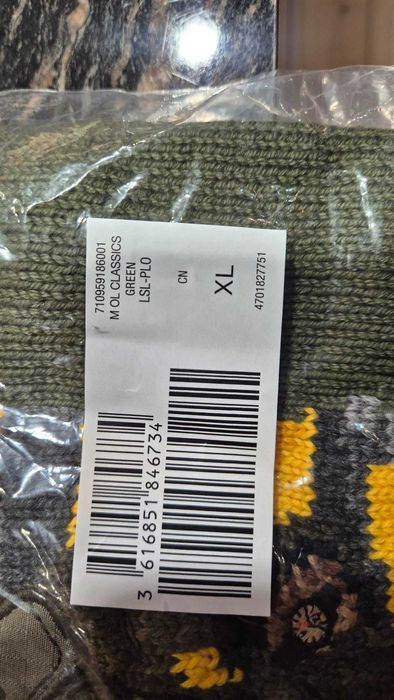 710959186001
M OL CLASSICS
GREEN
LSL-PLO
CN
XL
4701827751
3 616851 846734